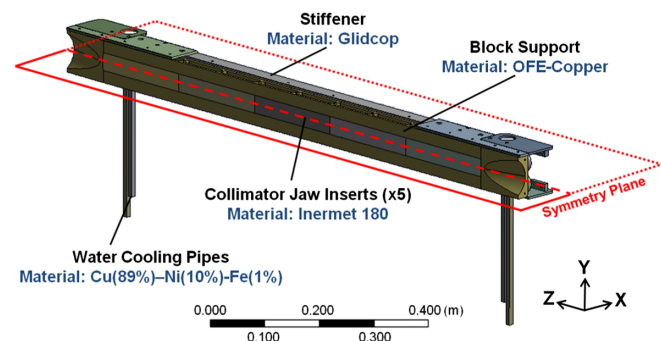 Stiffener
Material: Glidcop
Block Support
Material: OFE-Copper
Symmetry Plane
Collimator Jaw Inserts (x5)
Material: Inermet 180
Water Cooling Pipes
Material: Cu(89%)–Ni(10%)-Fe(1%)
Y
Z X
0.000 0.200 0.400 (m)
0.100 0.300